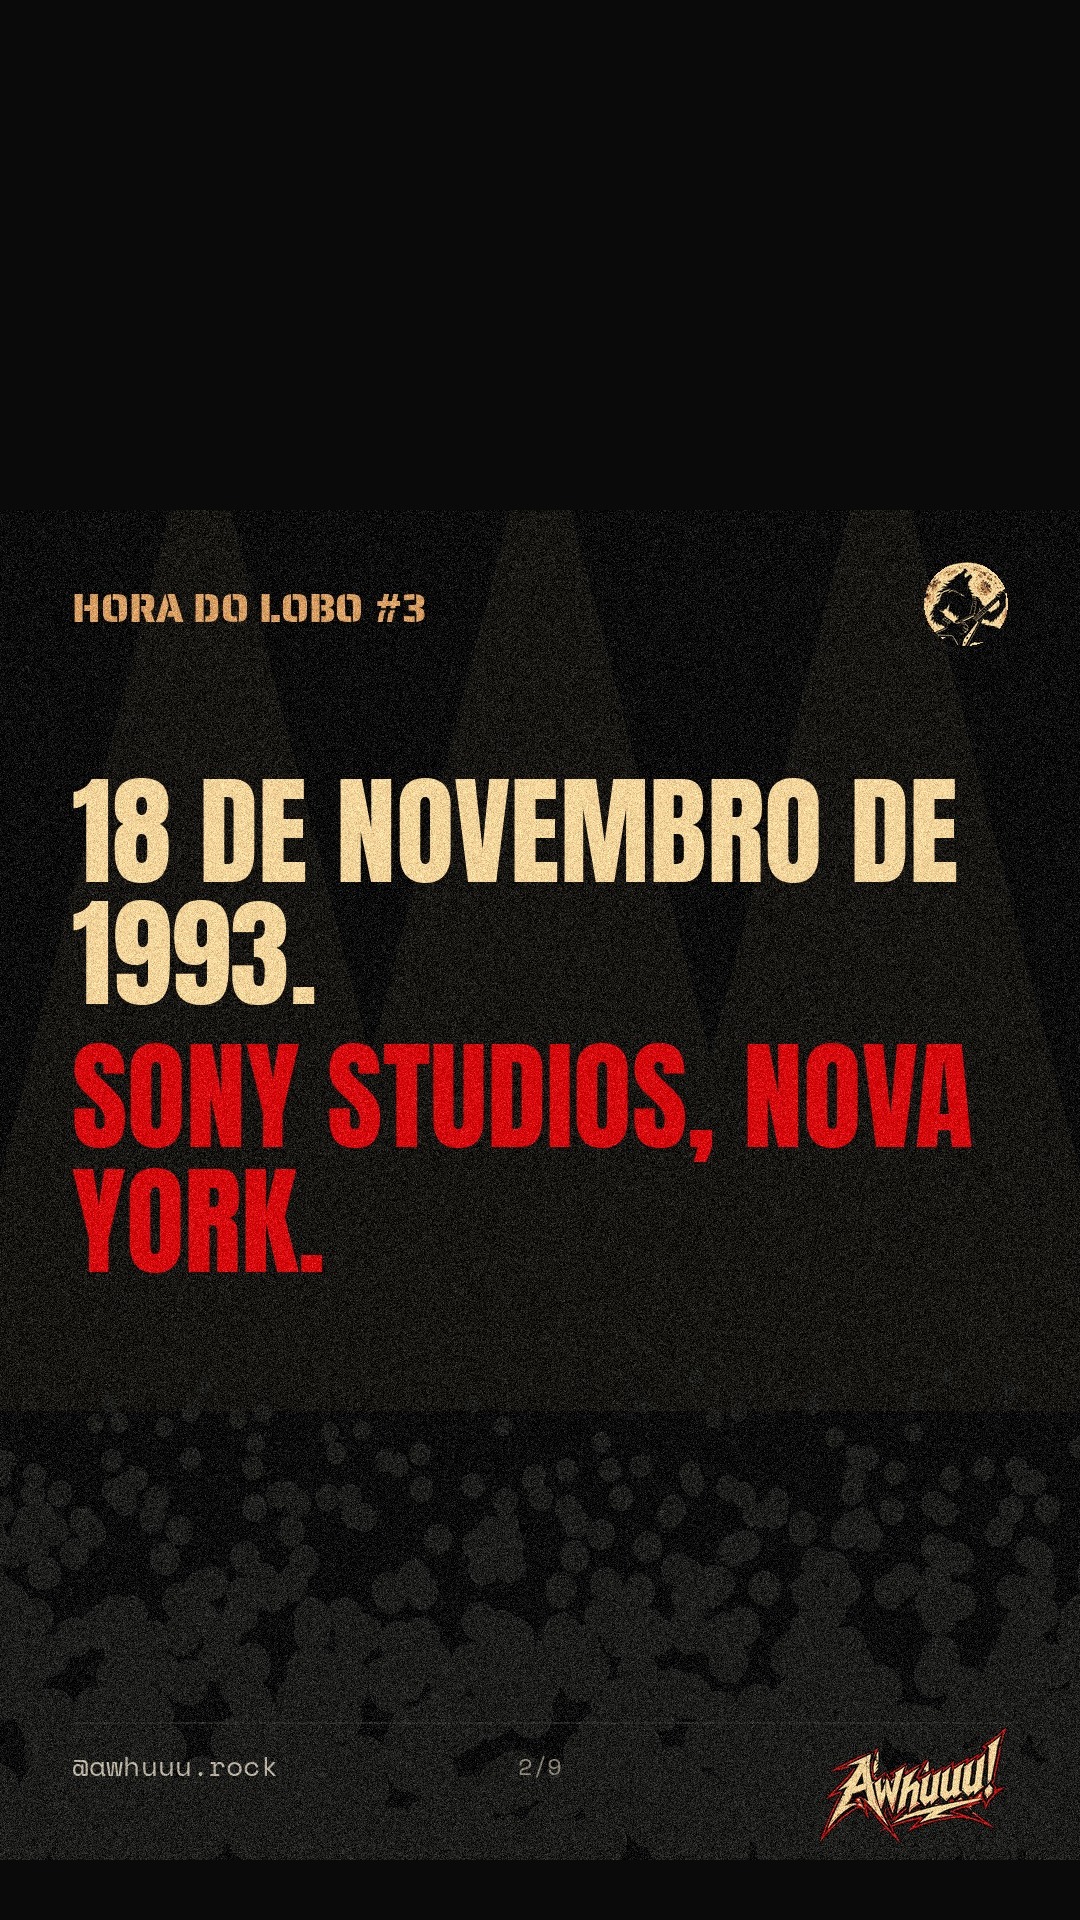 HORA DO LOBO #3
18 DE NOVEMBRO DE
1993.
SONY STUDIOS, NOVA
YORK.
@awhuuu.rock
2/9
Awhuuu!